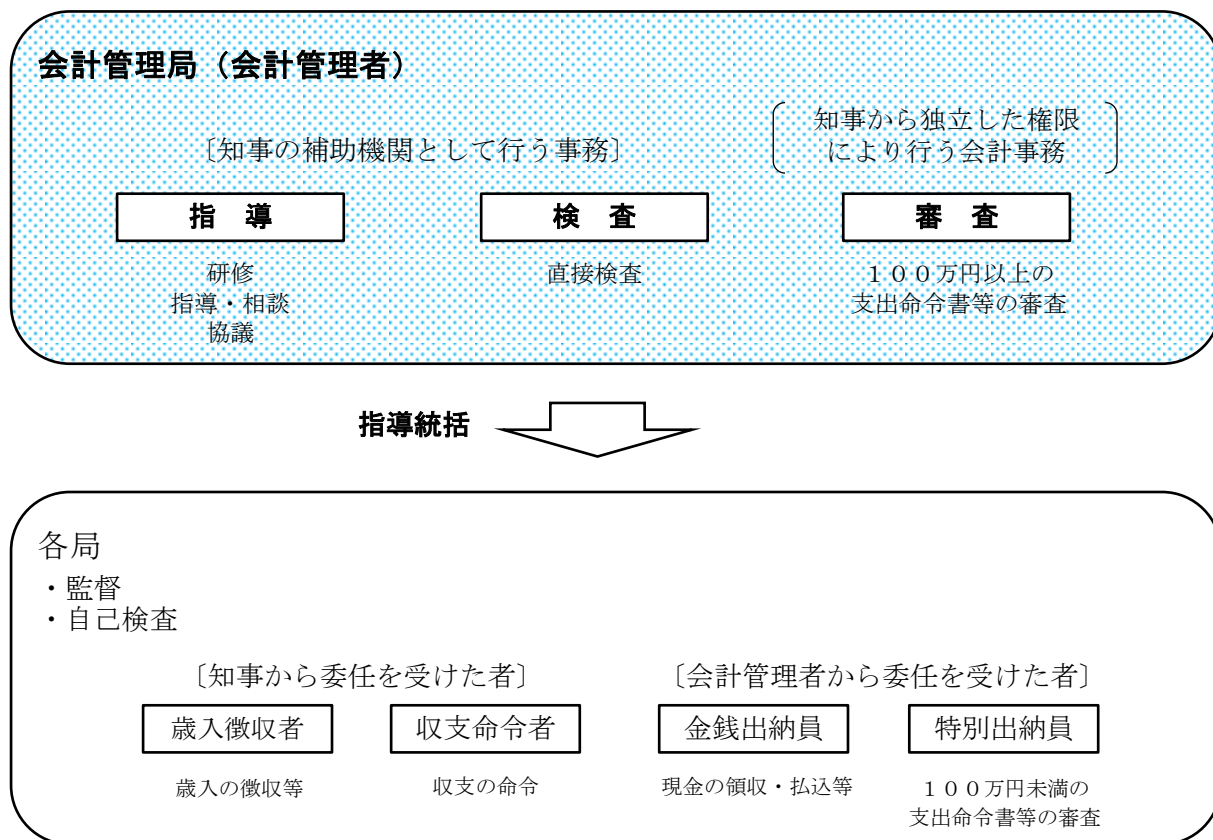 会計管理局（会計管理者）
〔知事の補助機関として行う事務〕
知事から独立した権限
により行う会計事務
指　導
検　査
審　査
研修
指導・相談
協議
直接検査
１００万円以上の
支出命令書等の審査
指導統括
各局
・監督
・自己検査
〔知事から委任を受けた者〕
〔会計管理者から委任を受けた者〕
歳入徴収者
収支命令者
金銭出納員
特別出納員
歳入の徴収等
収支の命令
現金の領収・払込等
１００万円未満の
支出命令書等の審査